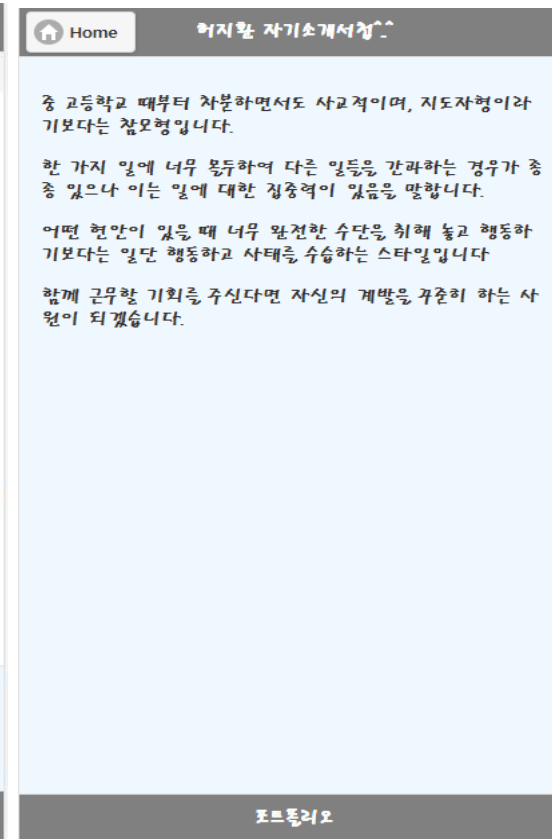 Home
허지환 자기소개서첩^.^
중 고등학교 때부터 차분하면서도 사교적이며, 지도자형이라
기보다는 참모형입니다.
한 가지 일에 너무 몰두하여 다른 일들을 간과하는 경우가 종
종 있으나 이는 일에 대한 집중력이 있음을 말합니다.
어떤 현안이 있을 때 너무 완전한 수단을 취해 놓고 행동하
기보다는 일단 행동하고 사태를 수습하는 스타일입니다
함께 근무할 기회를 주신다면 자신의 계발을 꾸준히 하는 사
원이 되겠습니다.
포트폴리오